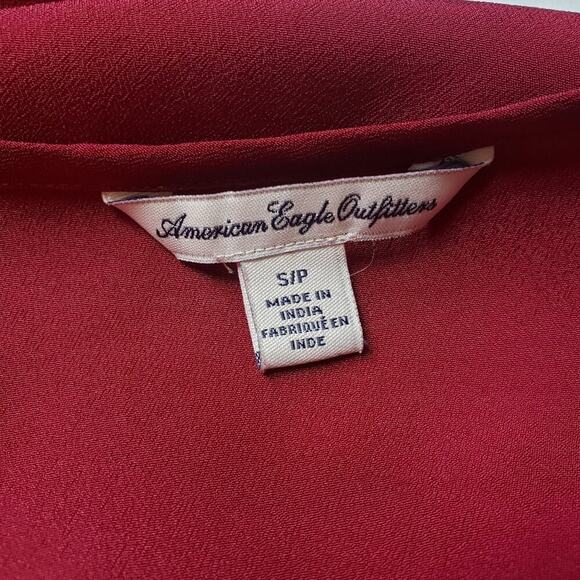 American Eagle Outfitters
S/P
MADE IN
INDIA
FABRIQUÉ EN
INDE